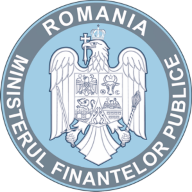 ROMANIA
MINISTERUL FINANTELOR PUBLICE